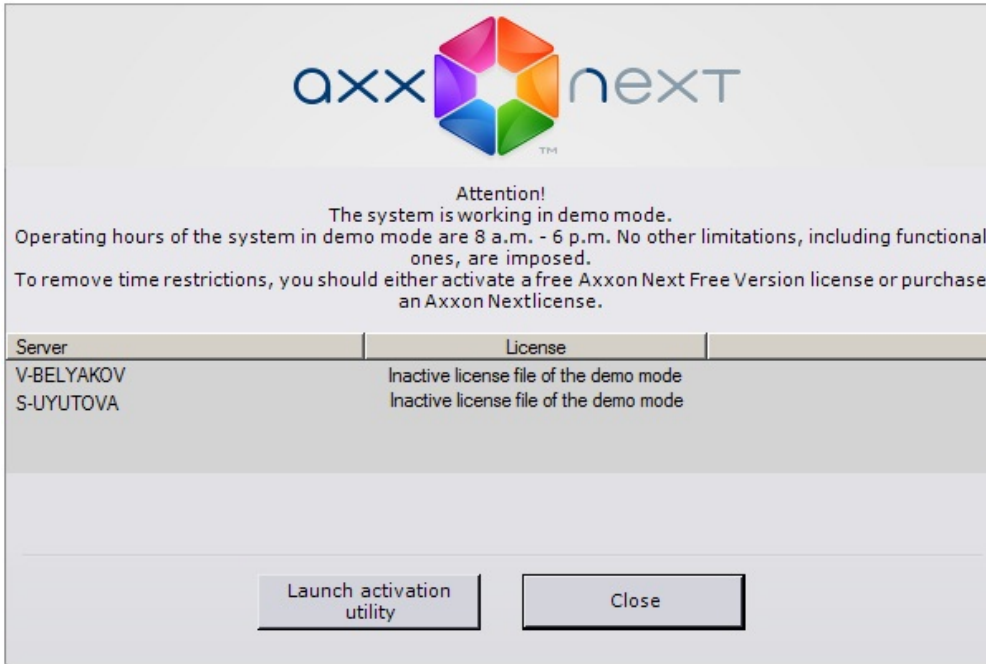 axxnext
TM
Attention!
The system is working in demo mode.
Operating hours of the system in demo mode are 8 a.m. - 6 p.m. No other limitations, including functional
ones, are imposed.
To remove time restrictions, you should either activate a free Axxon Next Free Version license or purchase
an Axxon Nextlicense.
Server License
V-BELYAKOV Inactive license file of the demo mode
S-UYUTOVA Inactive license file of the demo mode
Launch activation
utility
Close